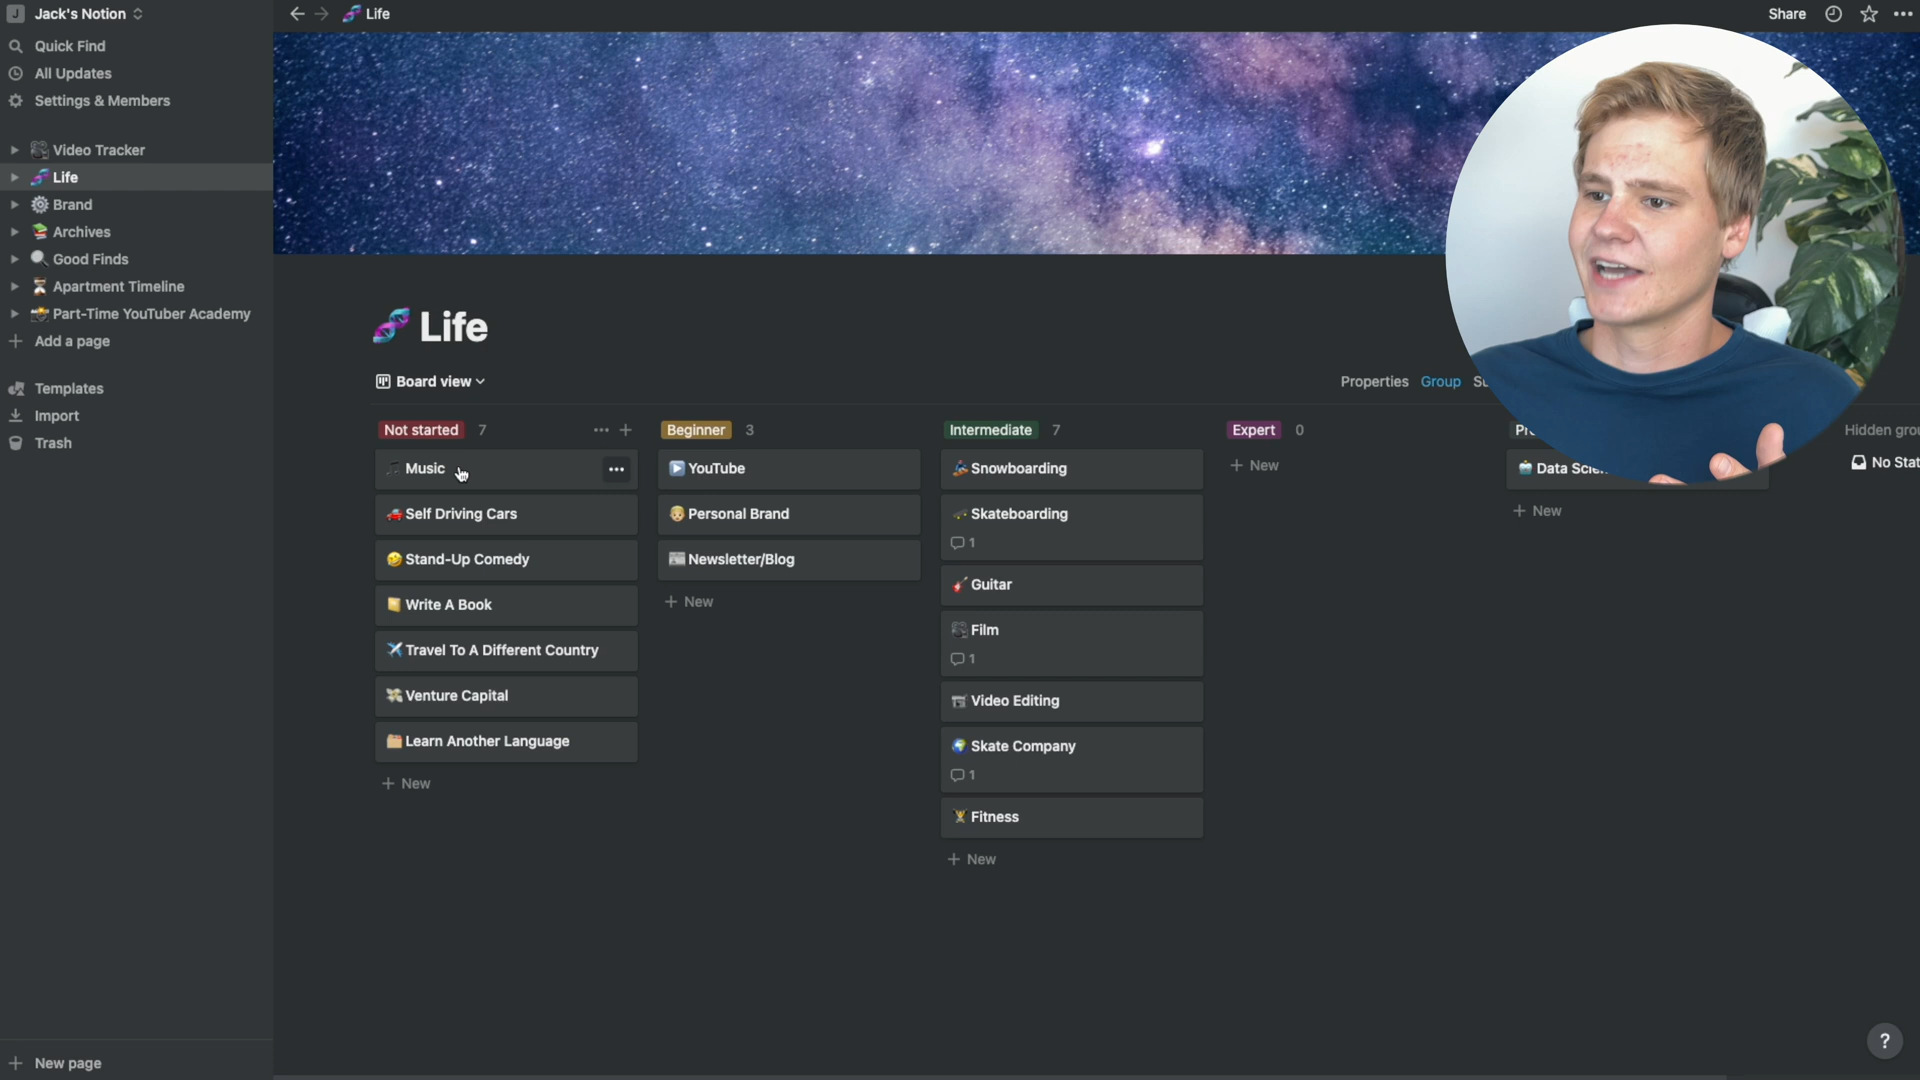 J Jack's Notion
Life
Share
Quick Find
All Updates
Settings & Members
Video Tracker
Life
Brand
Archives
Good Finds
Apartment Timeline
Part-Time YouTuber Academy
Add a page
Templates
Import
Trash
New page
Life
Board view
Properties Group
Not started 7
Music
Self Driving Cars
Stand-Up Comedy
Write A Book
Travel To A Different Country
Venture Capital
Learn Another Language
+ New
Beginner 3
YouTube
Personal Brand
Newsletter/Blog
+ New
Intermediate 7
Snowboarding
Skateboarding
1
Guitar
Film
1
Video Editing
Skate Company
1
Fitness
+ New
Expert 0
+ New
Data
+ New
Hidden
No
?